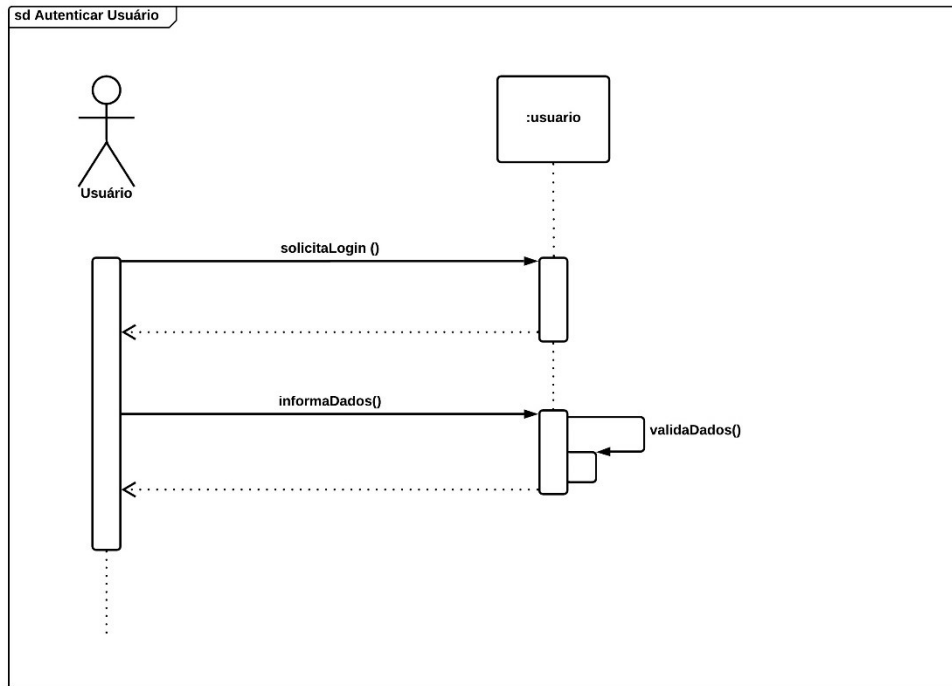 sd Autenticar Usuário
:usuario
Usuário
solicitaLogin ()
informaDados()
validaDados()